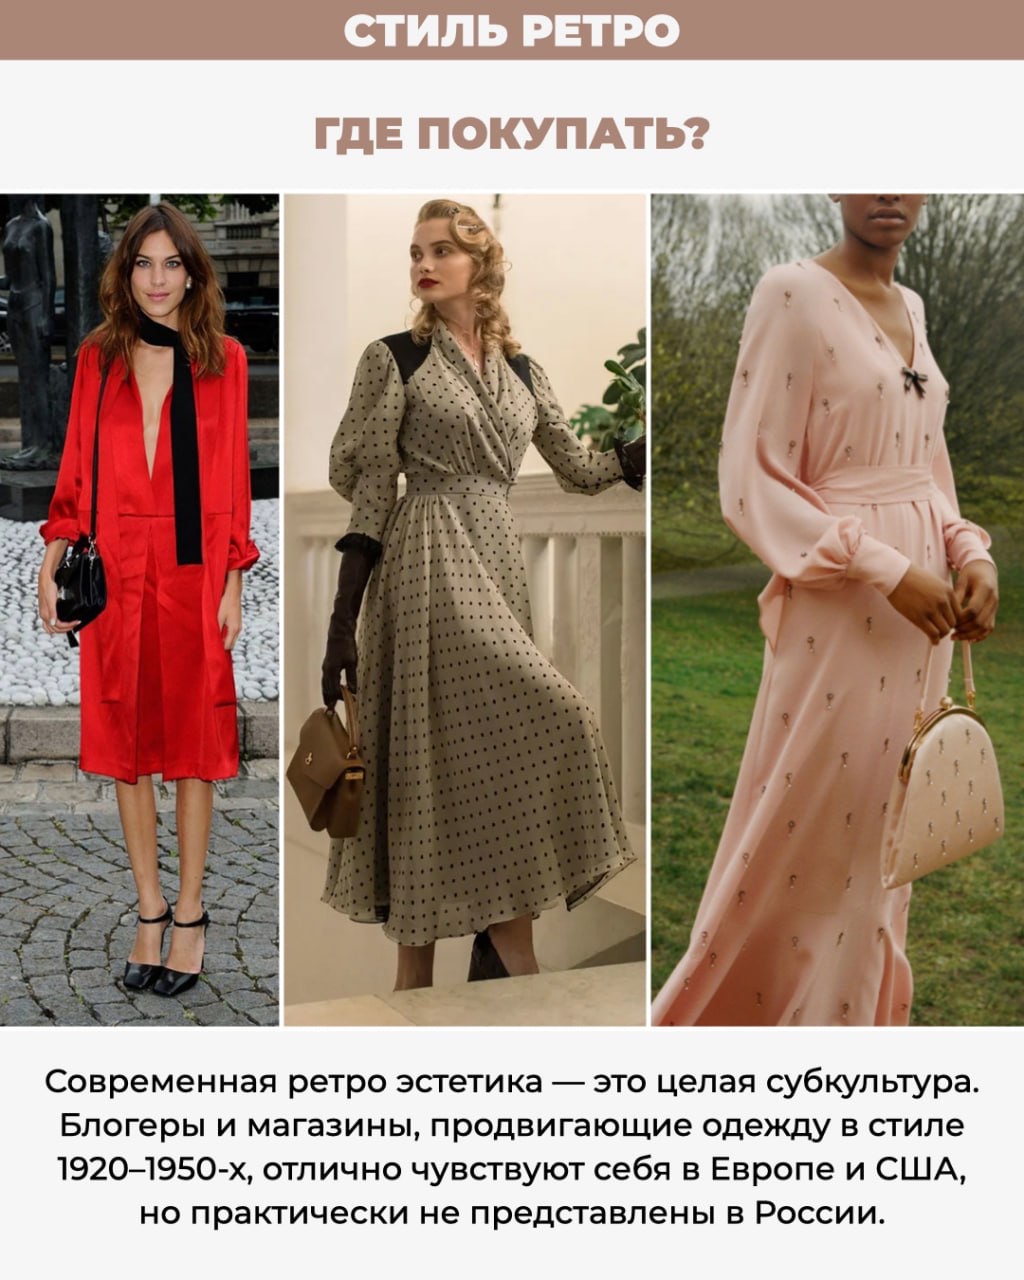 СТИЛЬ РЕТРО
ГДЕ ПОКУПАТЬ?
Современная ретро эстетика — это целая субкультура.
Блогеры и магазины, продвигающие одежду в стиле
1920–1950-х, отлично чувствуют себя в Европе и США,
но практически не представлены в России.